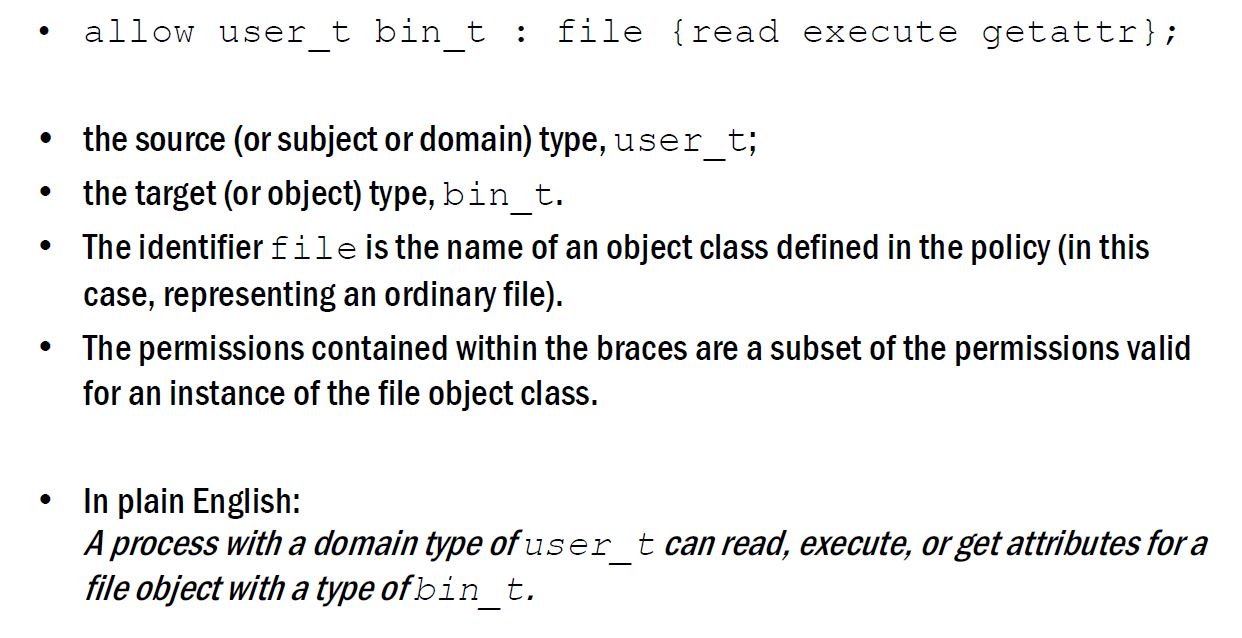 • allow user_t bin_t : file {read execute getattr};
• the source (or subject or domain) type, user_t;
• the target (or object) type, bin_t.
• The identifier file is the name of an object class defined in the policy (in this
case, representing an ordinary file).
• The permissions contained within the braces are a subset of the permissions valid
for an instance of the file object class.
• In plain English:
A process with a domain type of user_t can read, execute, or get attributes for a
file object with a type of bin_t.